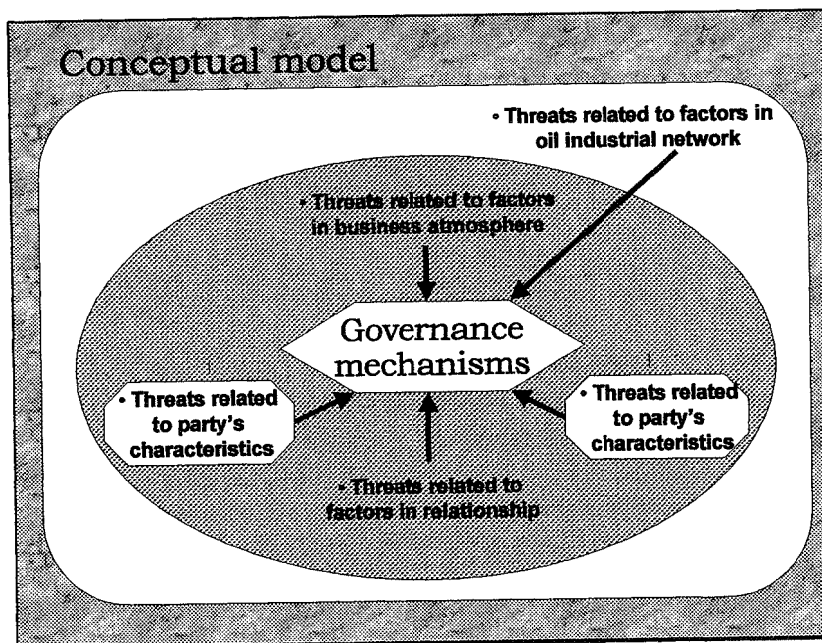 Conceptual model
• Threats related to factors in
oil industrial network
• Threats related to factors
in business atmosphere
Governance
mechanisms
• Threats related
to party's
characteristics
• Threats related
to party's
characteristics
• Threats related to
factors in relationship